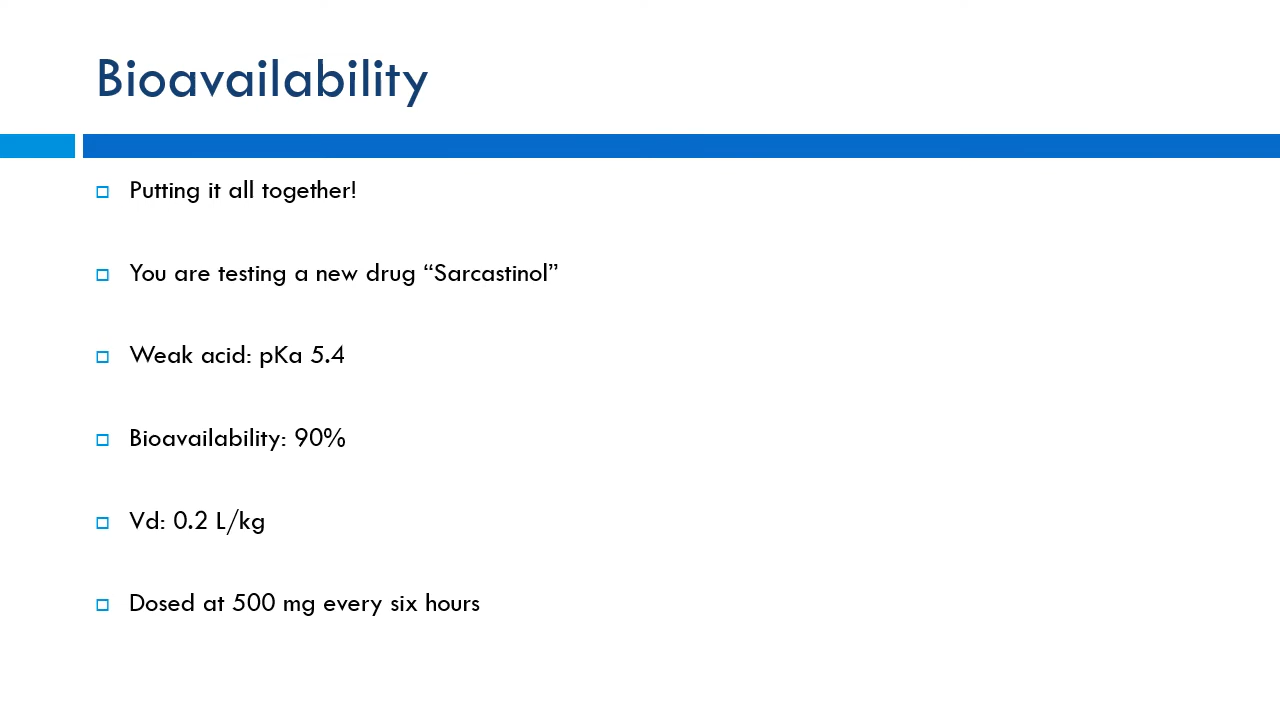 Bioavailability
Putting it all together!
You are testing a new drug “Sarcastinol”
Weak acid: pKa 5.4
Bioavailability: 90%
Vd: 0.2 L/kg
Dosed at 500 mg every six hours